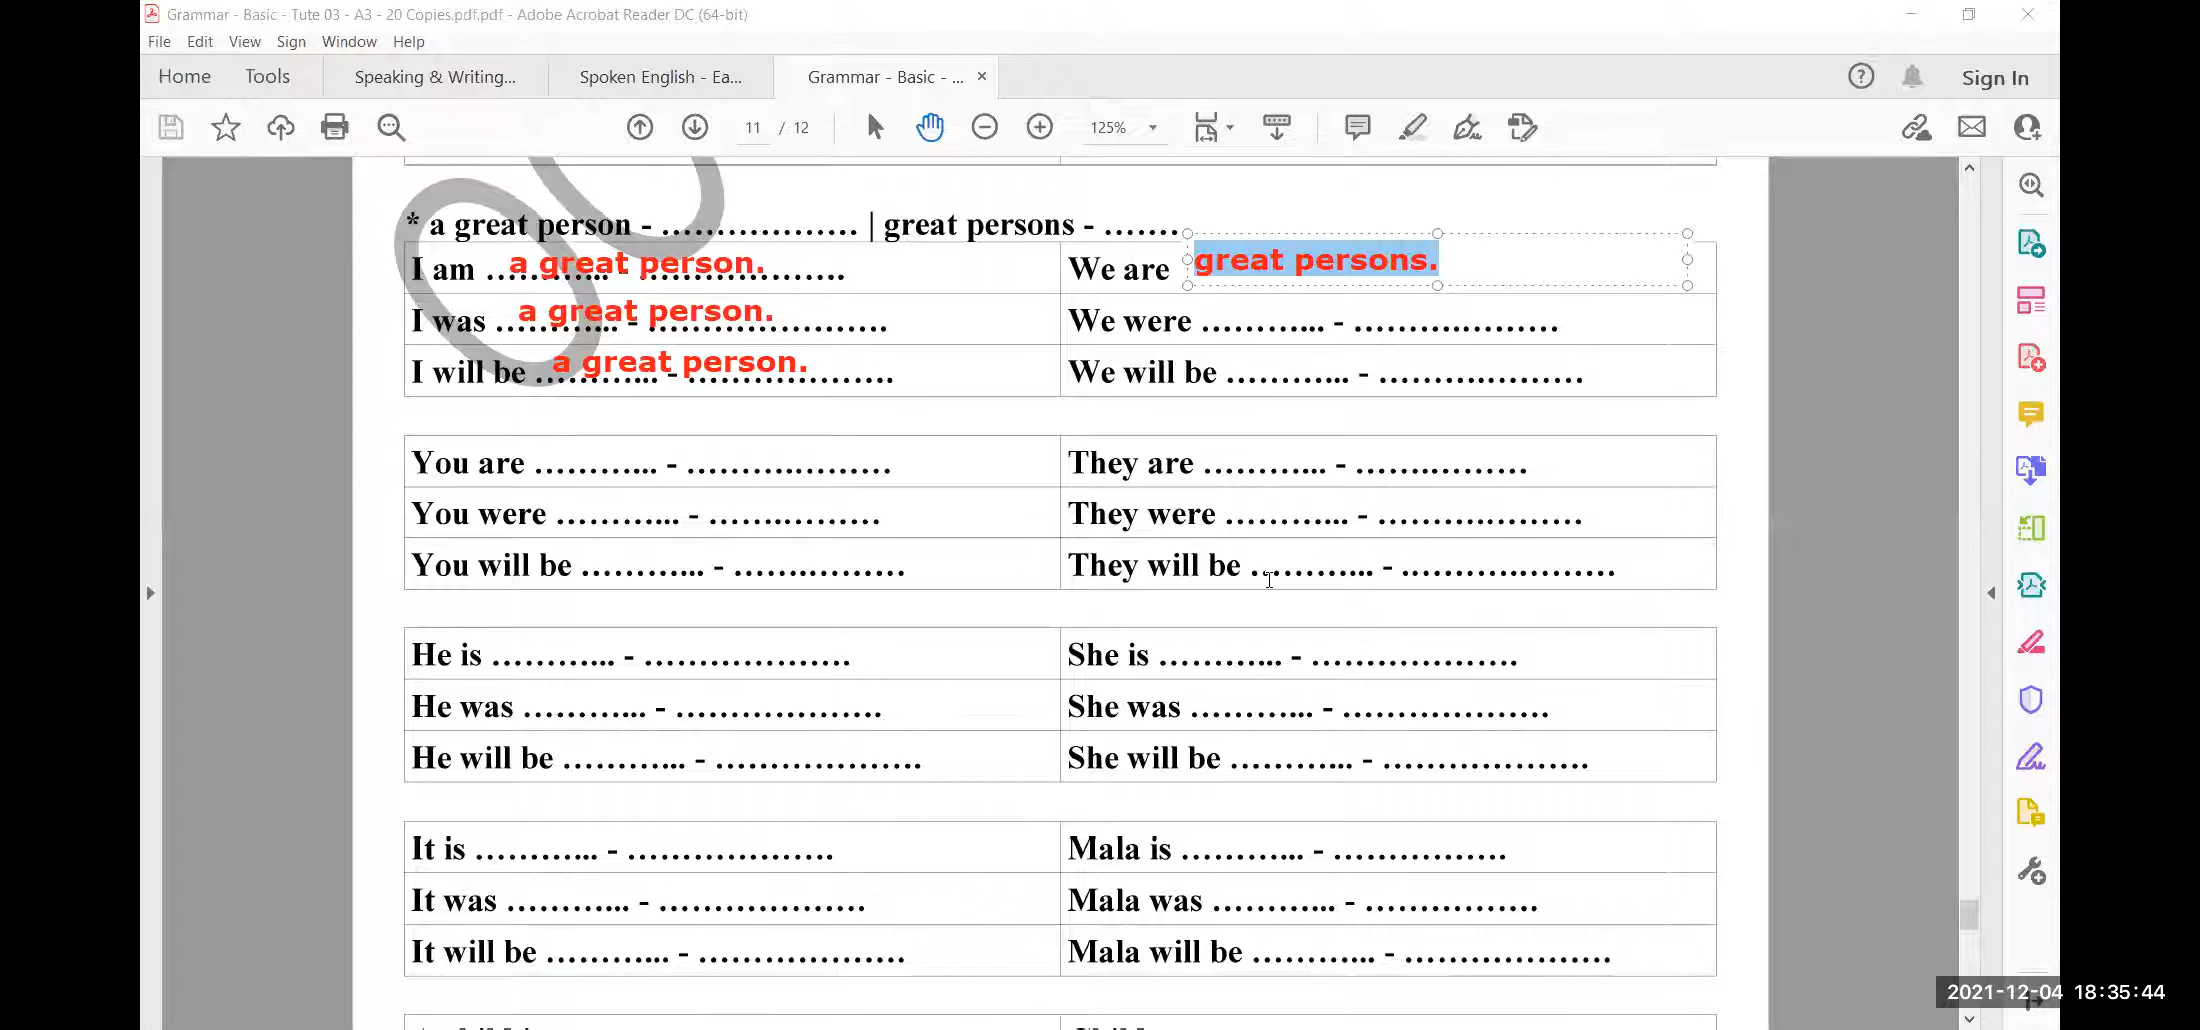 Grammar - Basic - Tute 03 - A3 - 20 Copies.pdf.pdf - Adobe Acrobat Reader DC (64-bit)
File Edit View Sign Window Help
Home Tools Speaking & Writing... Spoken English - Ea... Grammar - Basic - ... × Sign In
11 / 12 125%
* a great person - ……………… | great persons - …….
I am ………... - ………………. a great person. We are great persons.
I was ………... - …………………. a great person. We were ………... - ……….………
I will be ………... - ………………. a great person. We will be ………... - ……….………
You are ………... - ……….……… They are ………... - …….………
You were ………... - …….……… They were ………... - ……….………
You will be ………... - …….……… They will be ………... - ………….………
He is ………... - ………………. She is ………... - ……………….
He was ………... - ………………. She was ………... - ……………….
He will be ………... - ………………. She will be ………... - ……………….
It is ………... - ………………. Mala is ………... - …………….
It was ………... - ………………. Mala was ………... - …………….
It will be ………... - ………………. Mala will be ………... - ……………….
2021-12-04 18:35:44